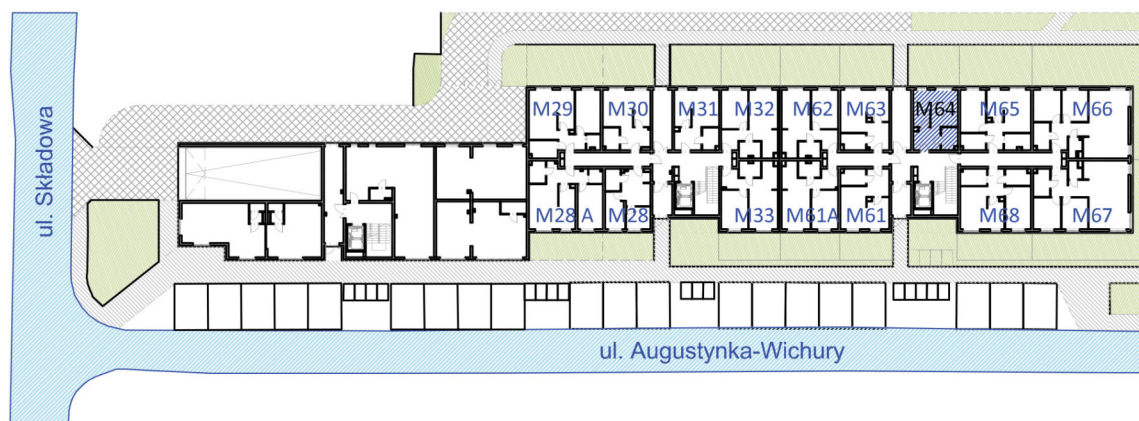 ul. Składowa
M29 M30 M31 M32 M62 M63 M64 M65 M66
M28 A M28 M33 M61A M61 M68 M67
ul. Augustynka-Wichury